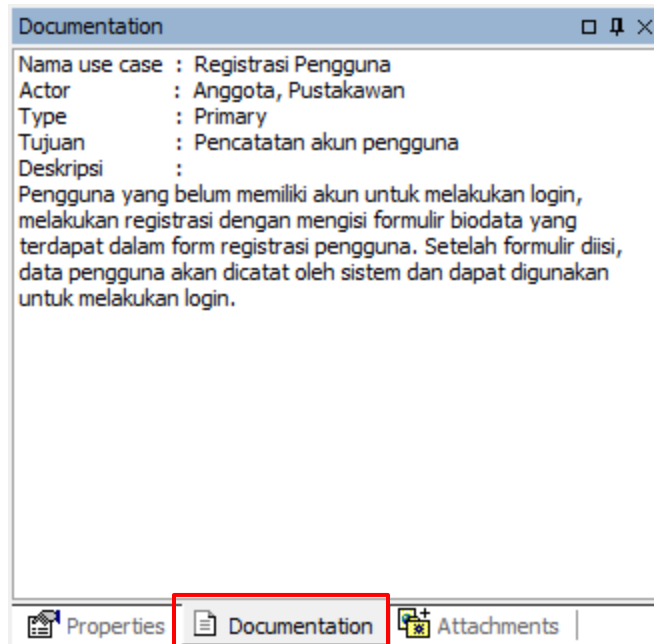 Documentation
Nama use case : Registrasi Pengguna
Actor : Anggota, Pustakawan
Type : Primary
Tujuan : Pencatatan akun pengguna
Deskripsi :
Pengguna yang belum memiliki akun untuk melakukan login,
melakukan registrasi dengan mengisi formulir biodata yang
terdapat dalam form registrasi pengguna. Setelah formulir diisi,
data pengguna akan dicatat oleh sistem dan dapat digunakan
untuk melakukan login.
Properties Documentation Attachments